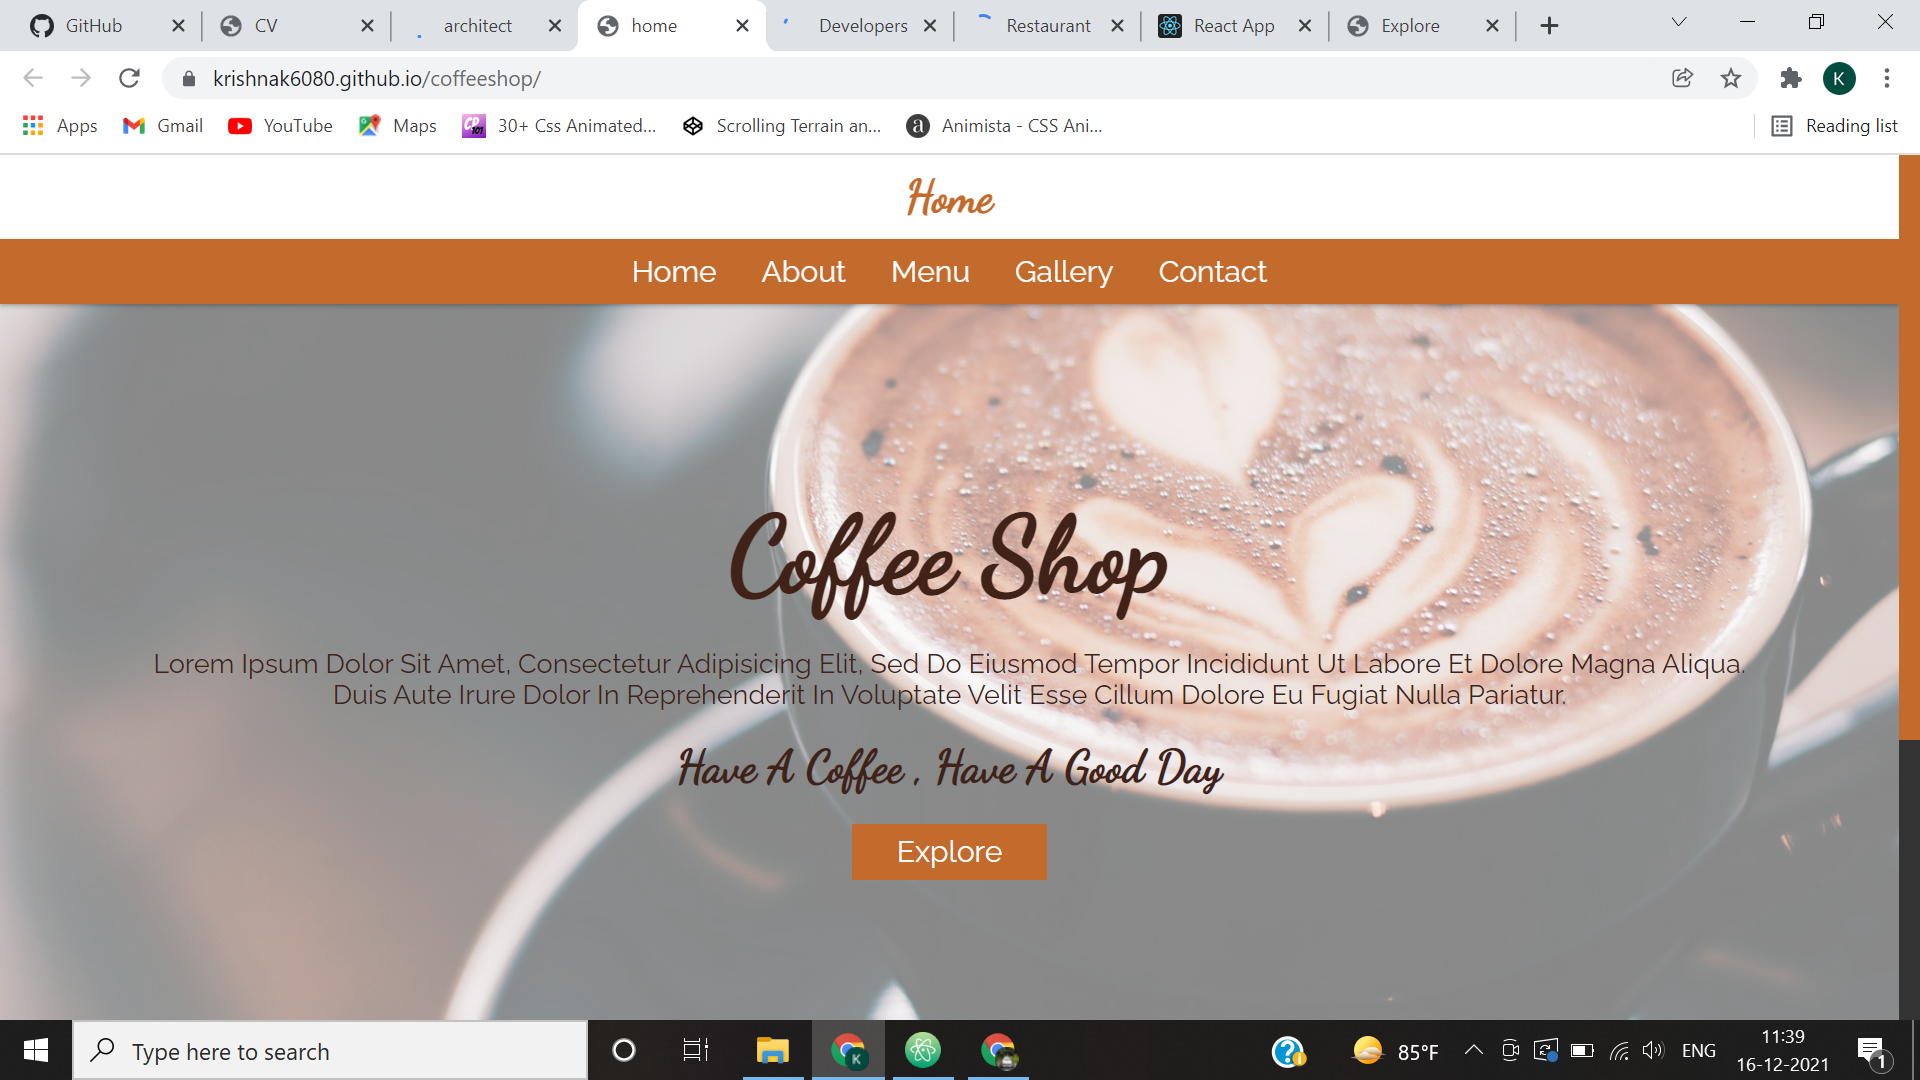 GitHub
CV
architect
home
Developers
Restaurant
React App
Explore
krishnak6080.github.io/coffeeshop/
K
Apps
Gmail
YouTube
Maps
CP 101
30+ Css Animated...
Scrolling Terrain an...
a
Animista - CSS Ani...
Reading list
Home
Home About Menu Gallery Contact
Coffee Shop
Lorem Ipsum Dolor Sit Amet, Consectetur Adipisicing Elit, Sed Do Eiusmod Tempor Incididunt Ut Labore Et Dolore Magna Aliqua.
Duis Aute Irure Dolor In Reprehenderit In Voluptate Velit Esse Cillum Dolore Eu Fugiat Nulla Pariatur.
Have A Coffee , Have A Good Day
Explore
Type here to search
K
85°F
ENG
11:39
16-12-2021
1